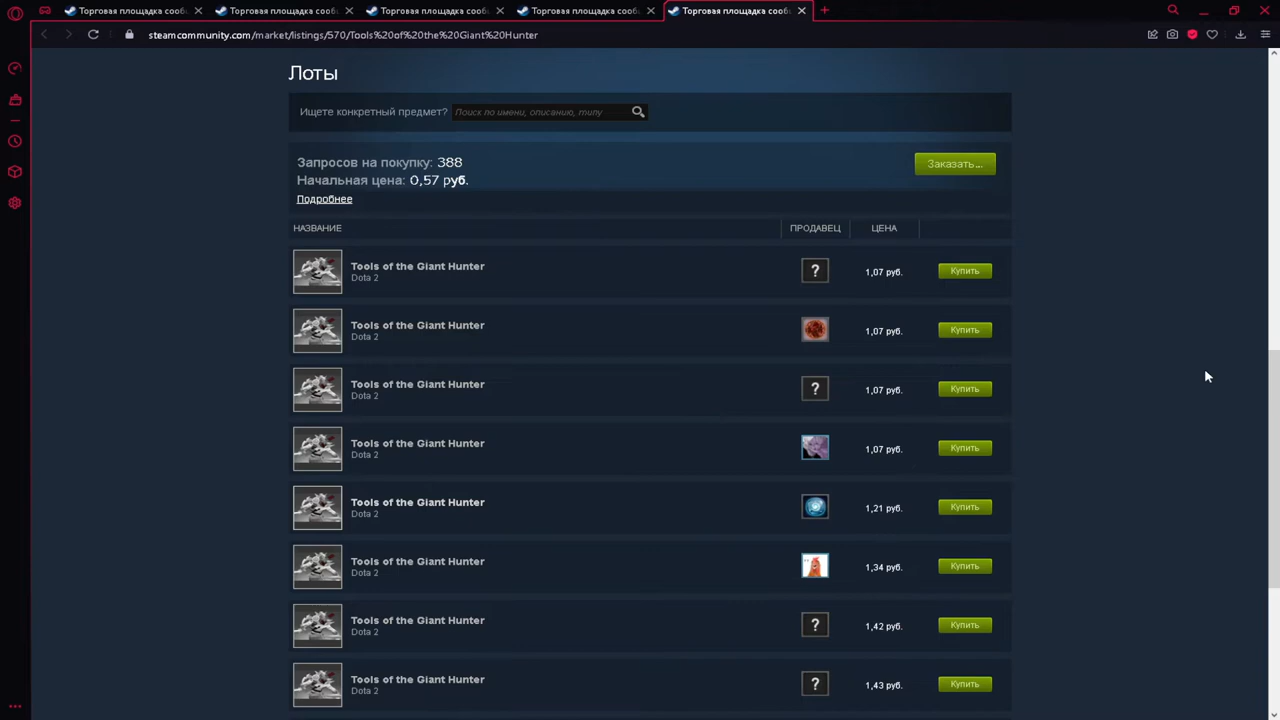 Торговая площадка сооб
Торговая площадка сообщ
Торговая площадка сооб
Торговая площадка сооб
Торговая площадка сооб
steamcommunity.com/market/listings/570/Tools%20of%20the%20Giant%20Hunter
Лоты
Ищете конкретный предмет? Поиск по имени, описанию, типу
Запросов на покупку: 388
Заказать...
Начальная цена: 0,57 руб.
Подробнее
НАЗВАНИЕ ПРОДАВЕЦ ЦЕНА
Tools of the Giant Hunter
Dota 2
? 1,07 руб. Купить
Tools of the Giant Hunter
Dota 2
1,07 руб. Купить
Tools of the Giant Hunter
Dota 2
? 1,07 руб. Купить
Tools of the Giant Hunter
Dota 2
1,07 руб. Купить
Tools of the Giant Hunter
Dota 2
1,21 руб. Купить
Tools of the Giant Hunter
Dota 2
1,34 руб. Купить
Tools of the Giant Hunter
Dota 2
? 1,42 руб. Купить
Tools of the Giant Hunter
Dota 2
? 1,43 руб. Купить